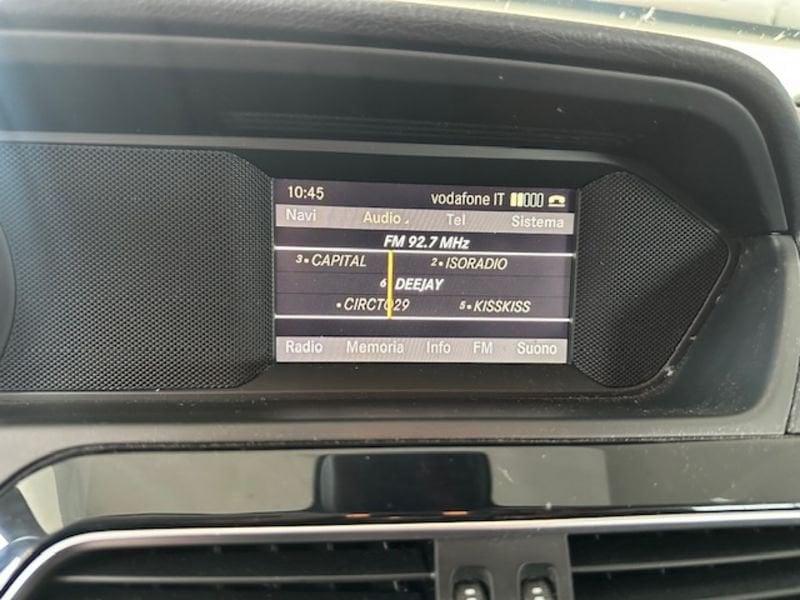 10:45 vodafone IT
Navi Audio Tel Sistema
FM 92.7 MHz
3 • CAPITAL 2 • ISORADIO
6 DEEJAY
• CIRCTO29 5 • KISSKISS
Radio Memoria Info FM Suono